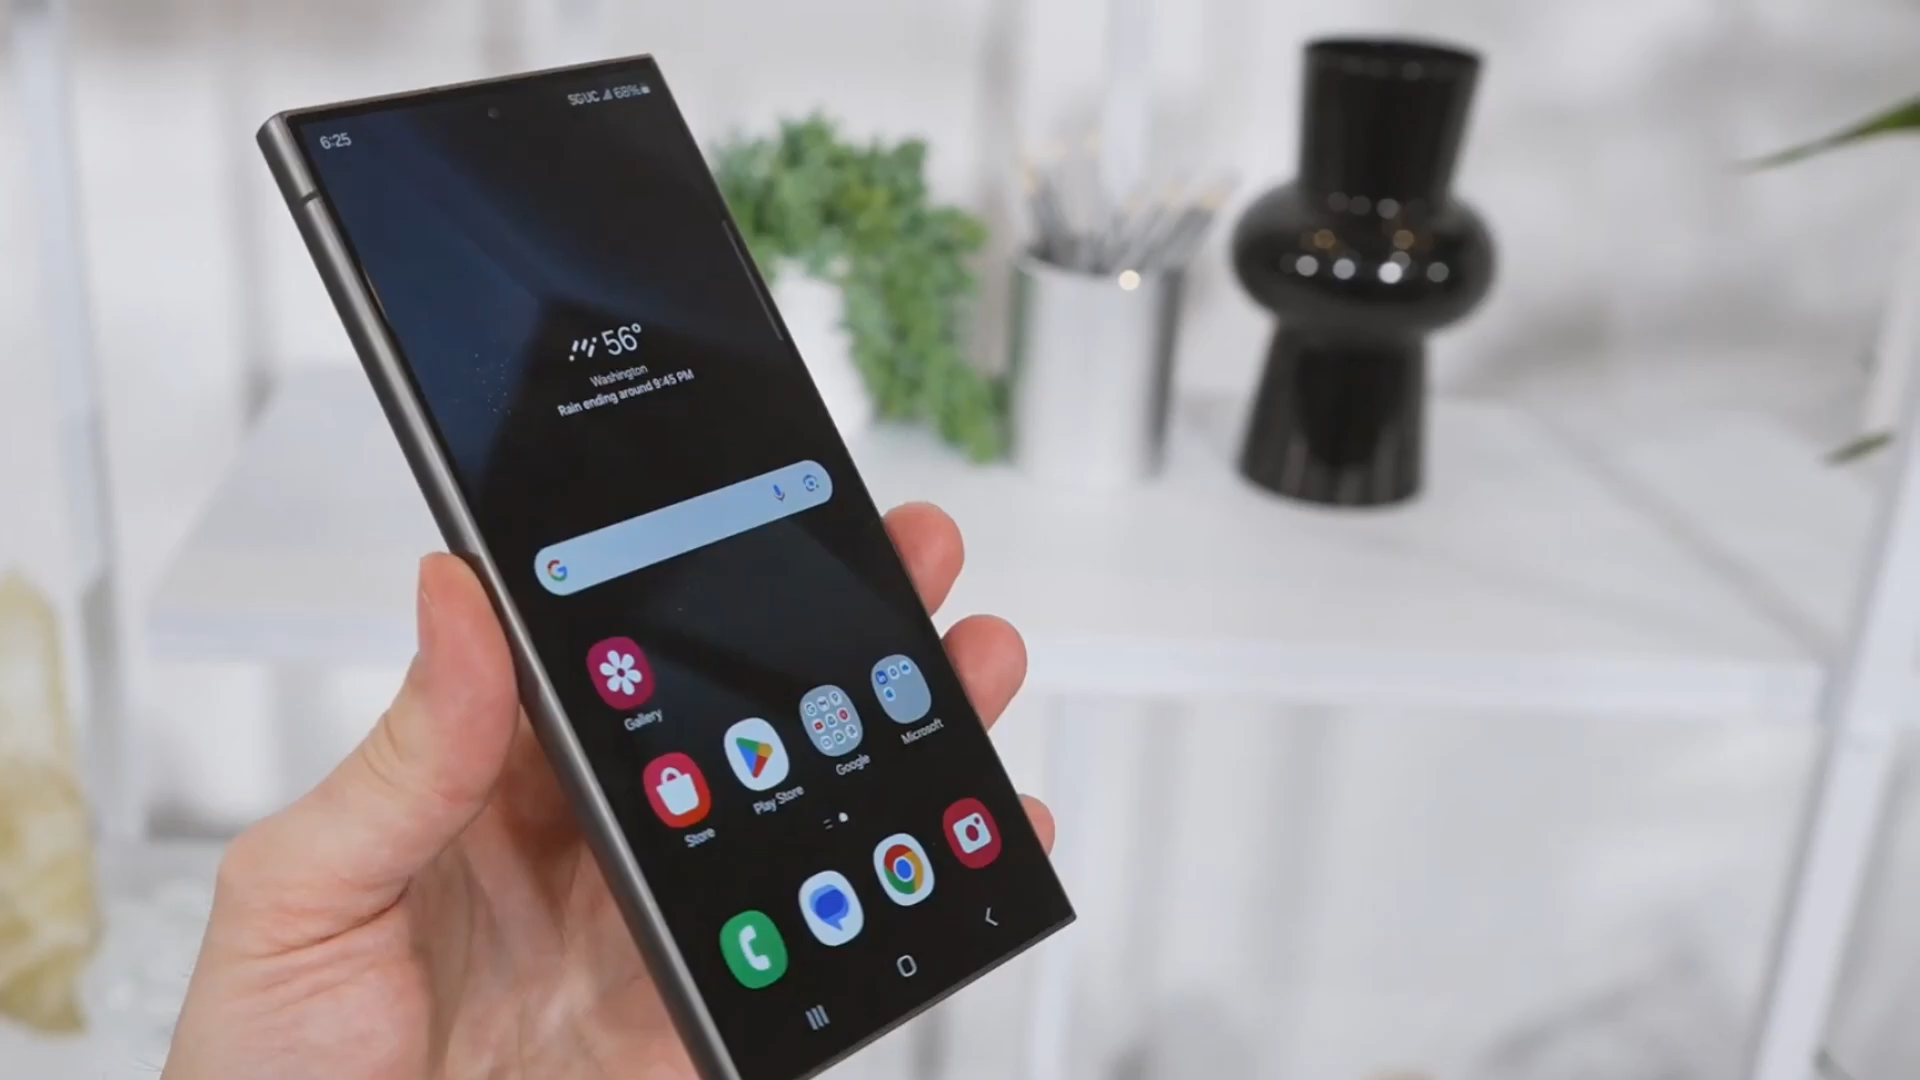 6:25
5GUC 68%
56°
Washington
Rain ending around 9:45 PM
Gallery
Store
Play Store
Google
Microsoft